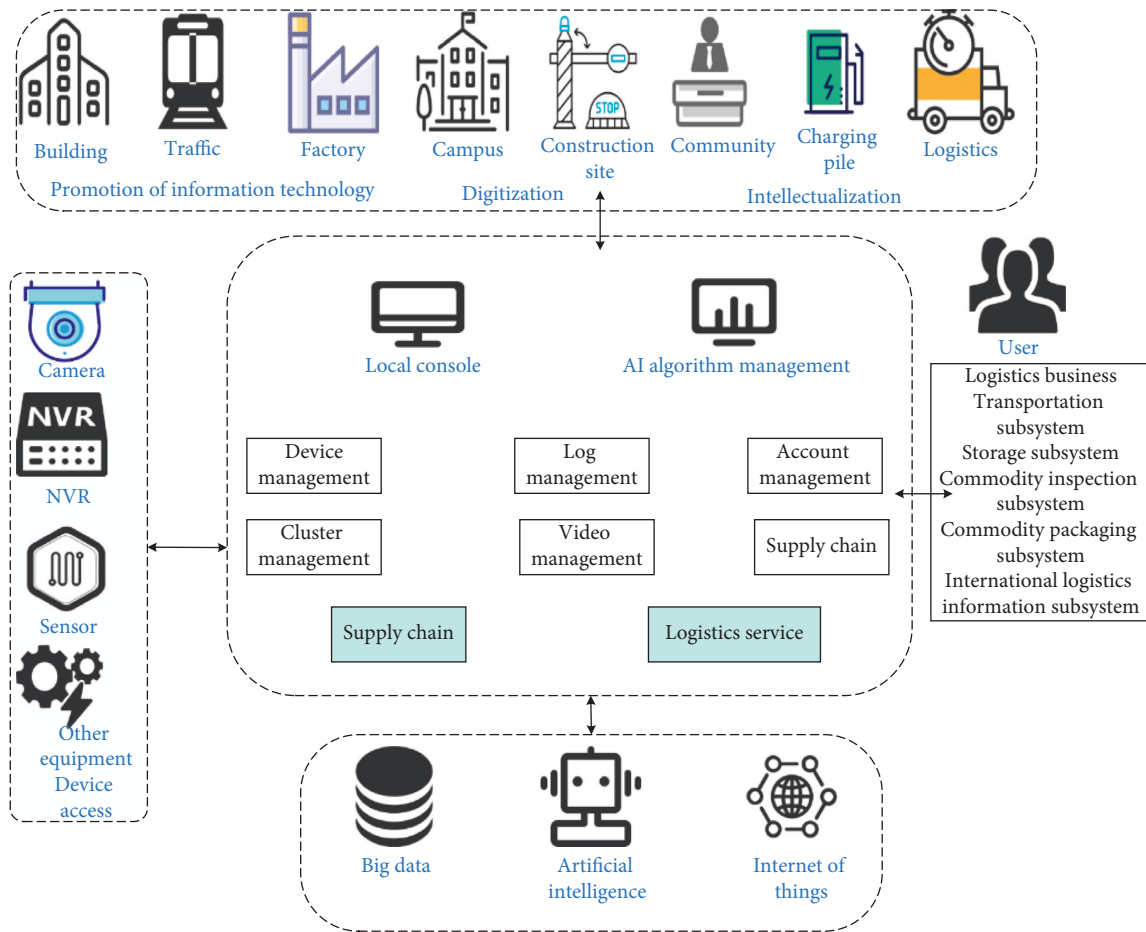 Building
Traffic
Factory
Campus
STOP
Construction
site
Community
Charging
pile
Logistics
Promotion of information technology
Digitization
Intellectualization
Camera
NVR
NVR
Sensor
Other
equipment
Device
access
Local console
AI algorithm management
Device
management
Log
management
Account
management
Cluster
management
Video
management
Supply chain
Supply chain
Logistics service
User
Logistics business
Transportation
subsystem
Storage subsystem
Commodity inspection
subsystem
Commodity packaging
subsystem
International logistics
information subsystem
Big data
Artificial
intelligence
Internet of
things